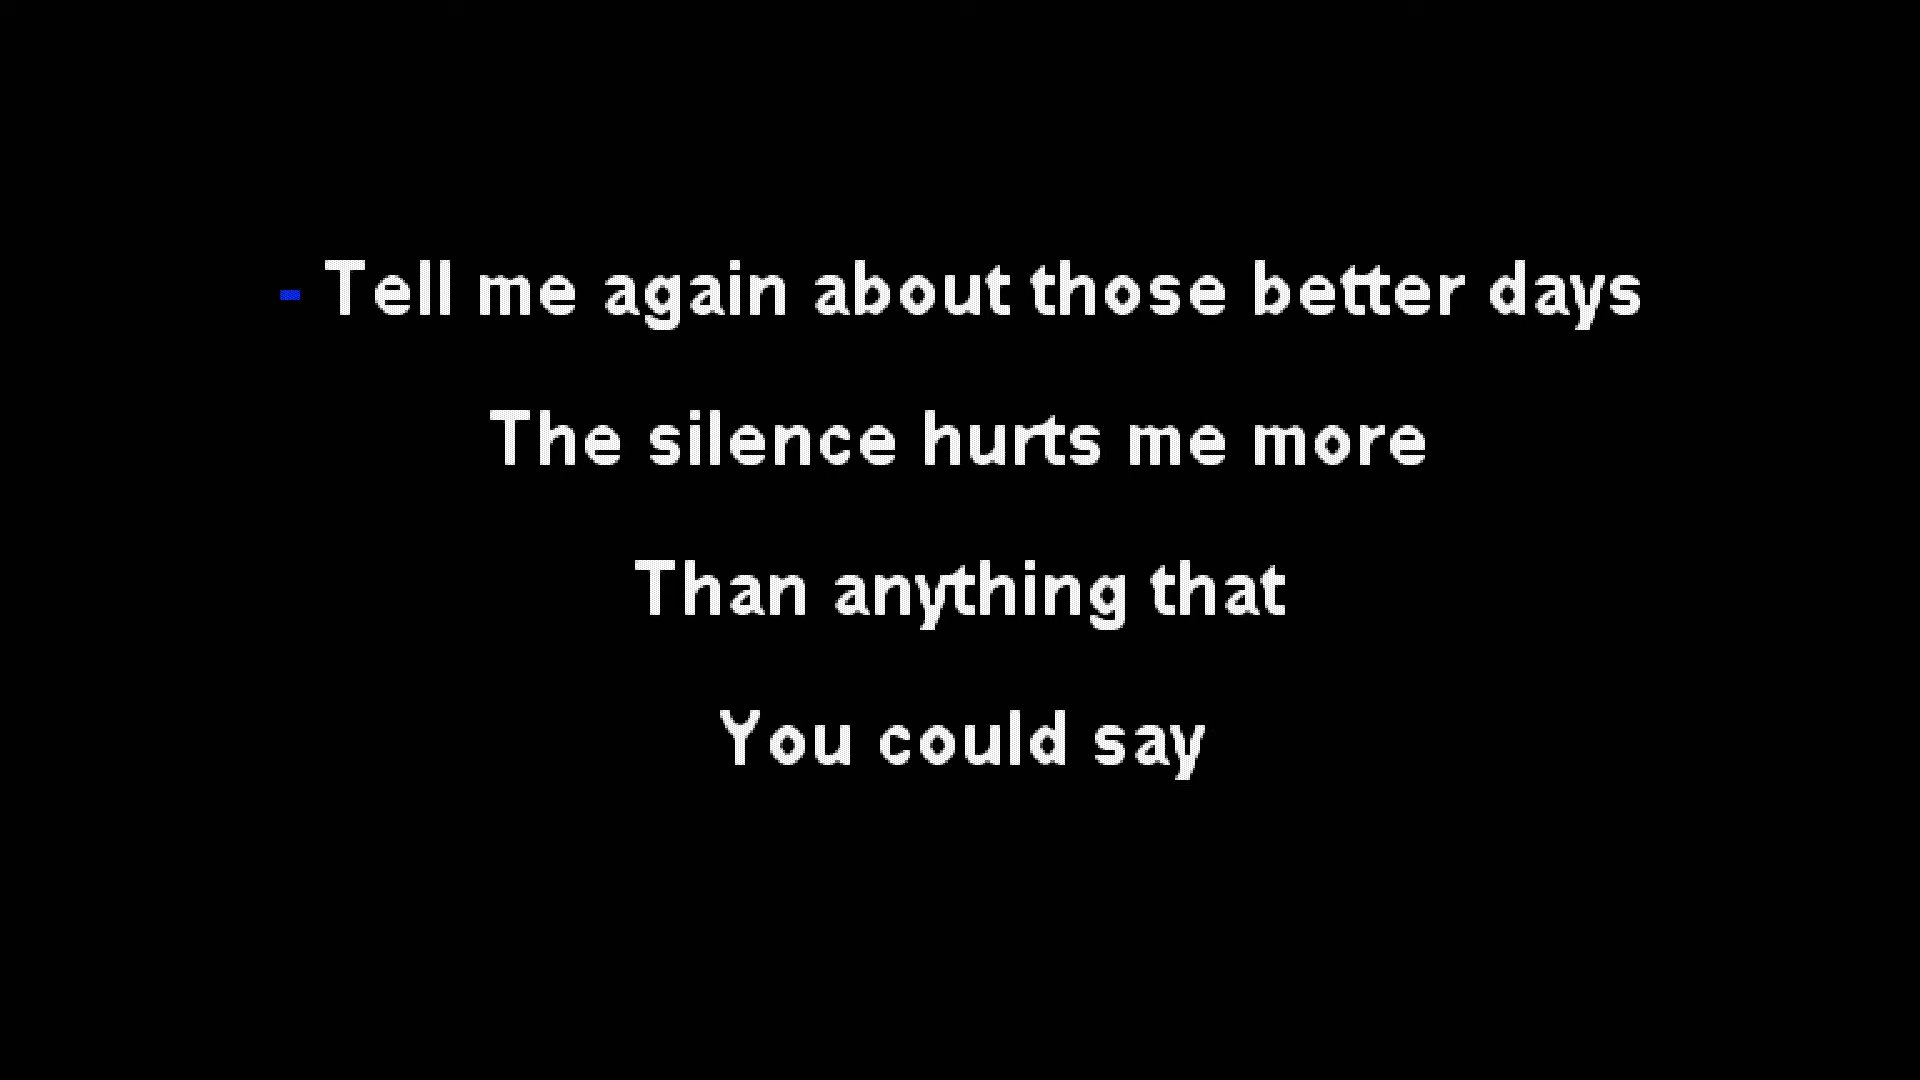 - Tell me again about those better days
The silence hurts me more
Than anything that
You could say